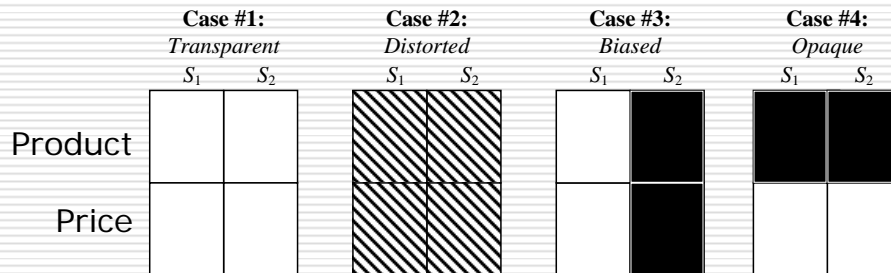 Case #1: Case #2: Case #3: Case #4:
Transparent Distorted Biased Opaque
S1 S2 S1 S2 S1 S2 S1 S2
Product
Price